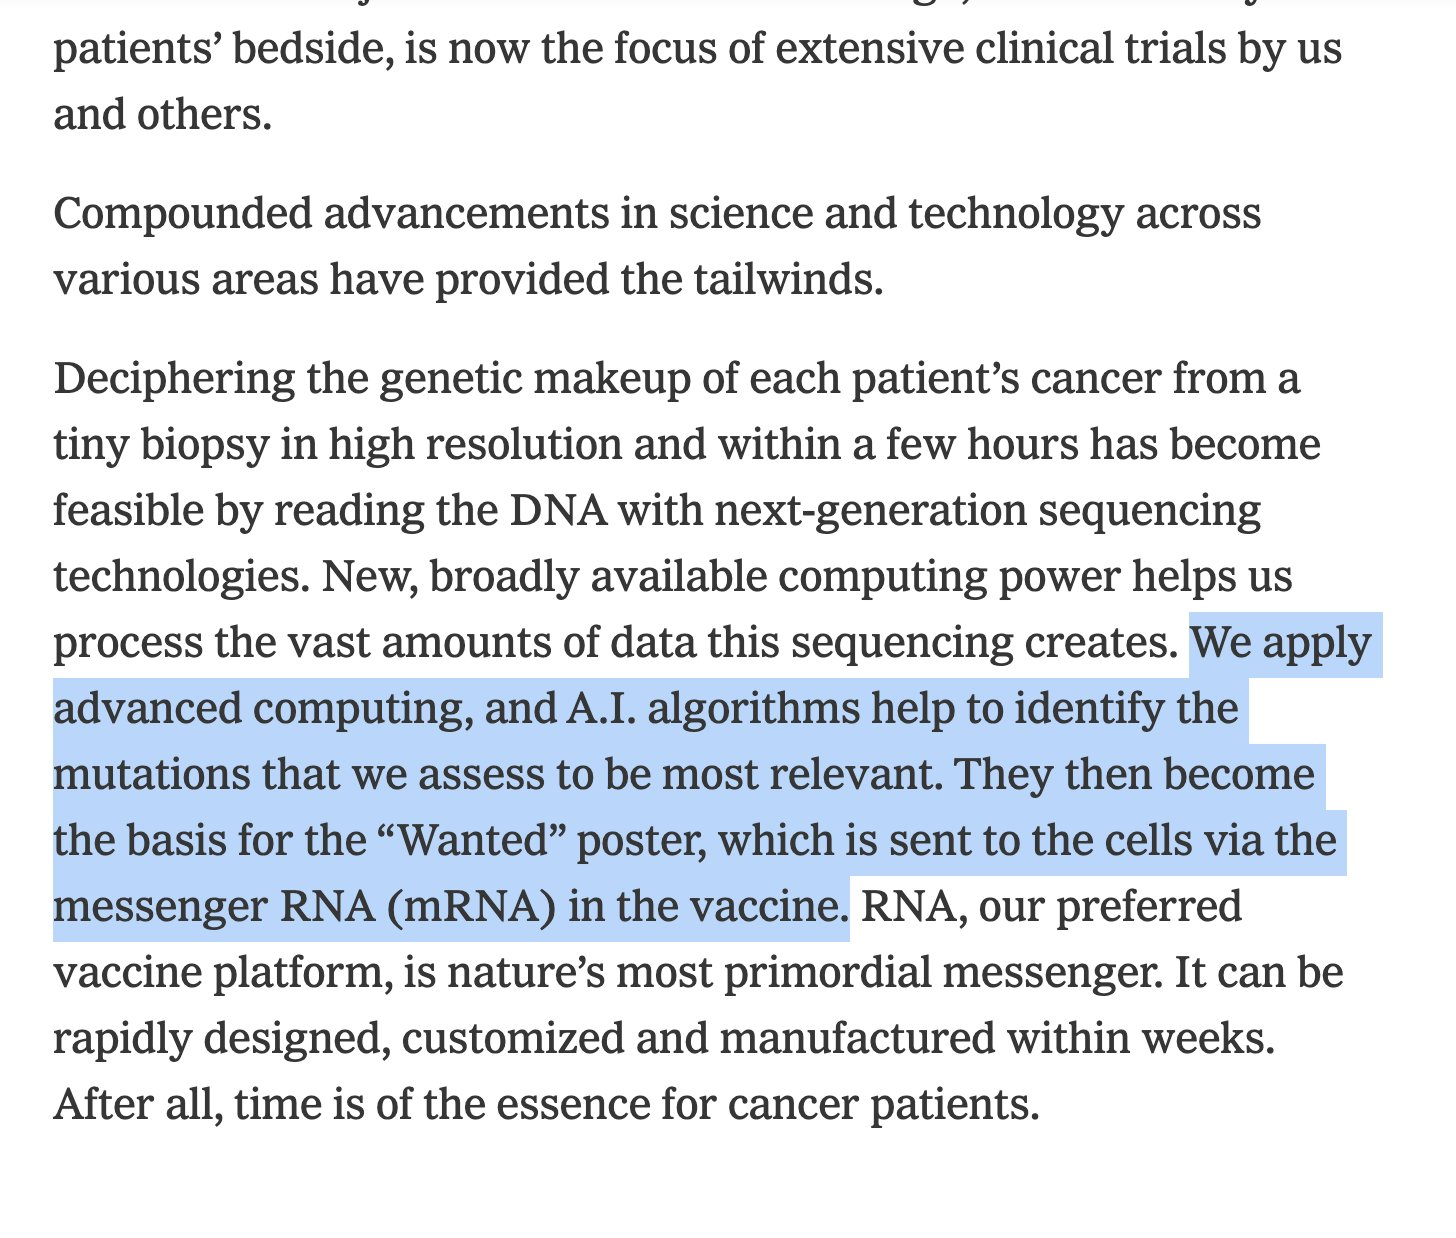 patients’ bedside, is now the focus of extensive clinical trials by us
and others.
Compounded advancements in science and technology across
various areas have provided the tailwinds.
Deciphering the genetic makeup of each patient’s cancer from a
tiny biopsy in high resolution and within a few hours has become
feasible by reading the DNA with next-generation sequencing
technologies. New, broadly available computing power helps us
process the vast amounts of data this sequencing creates. We apply
advanced computing, and A.I. algorithms help to identify the
mutations that we assess to be most relevant. They then become
the basis for the “Wanted” poster, which is sent to the cells via the
messenger RNA (mRNA) in the vaccine. RNA, our preferred
vaccine platform, is nature’s most primordial messenger. It can be
rapidly designed, customized and manufactured within weeks.
After all, time is of the essence for cancer patients.